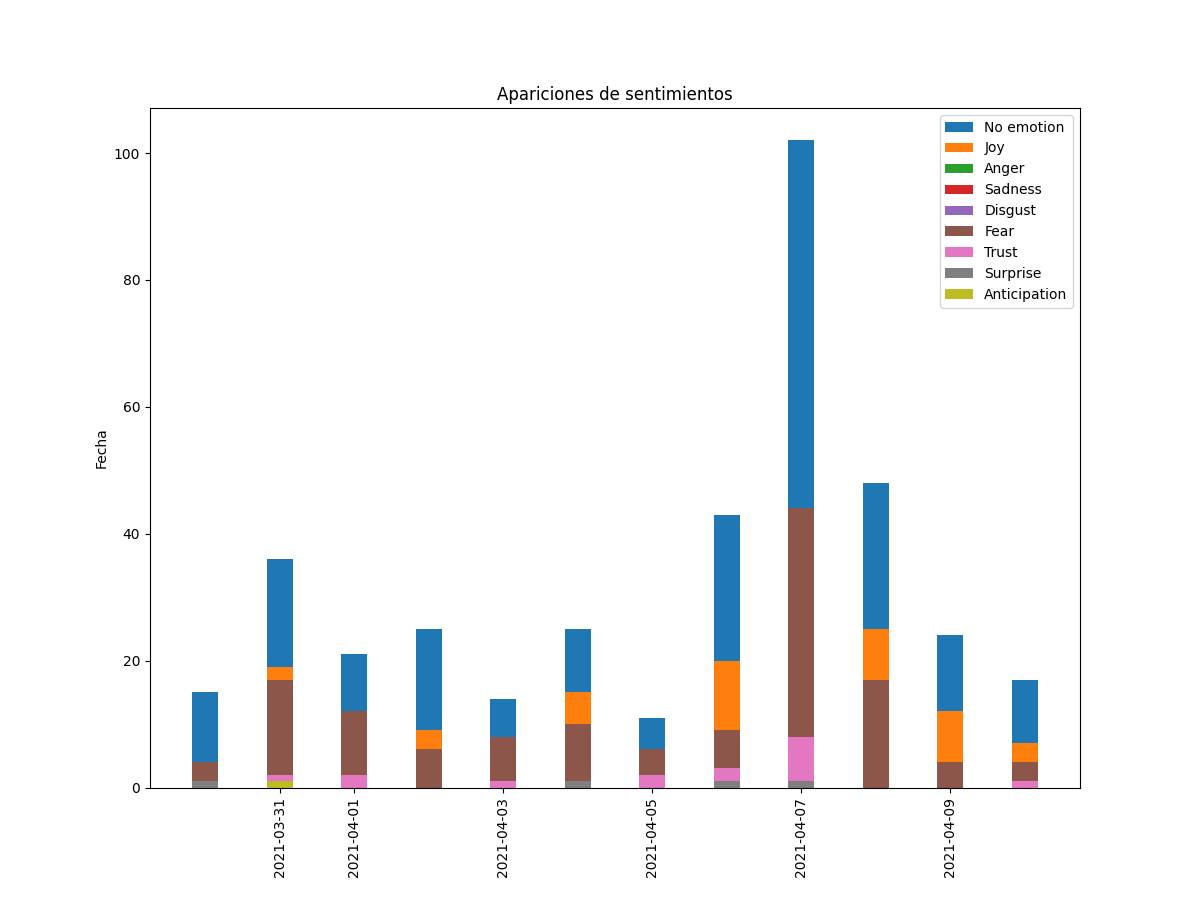 Apariciones de sentimientos
No emotion
Joy
Anger
Sadness
Disgust
Fear
Trust
Surprise
Anticipation
100
80
60
40
20
0
Fecha
2021-03-31
2021-04-01
2021-04-03
2021-04-05
2021-04-07
2021-04-09